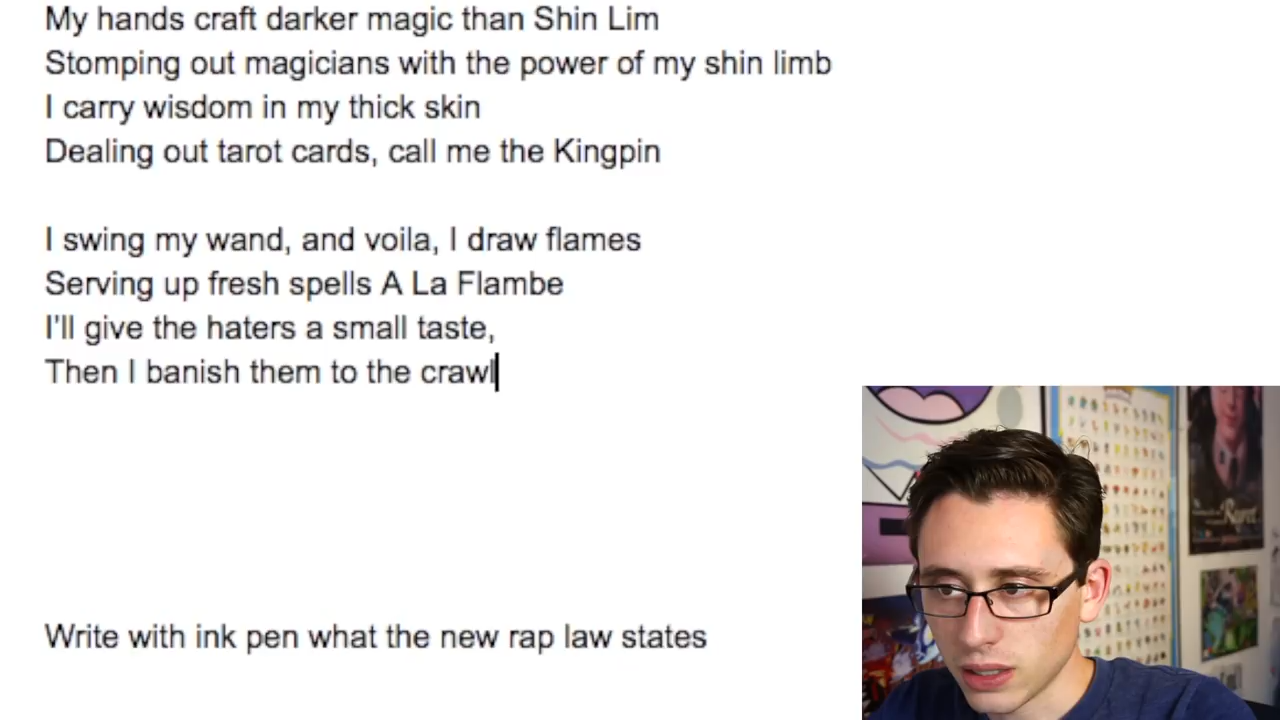 My hands craft darker magic than Shin Lim
Stomping out magicians with the power of my shin limb
I carry wisdom in my thick skin
Dealing out tarot cards, call me the Kingpin
I swing my wand, and voila, I draw flames
Serving up fresh spells A La Flambe
I'll give the haters a small taste,
Then I banish them to the crawl
Write with ink pen what the new rap law states